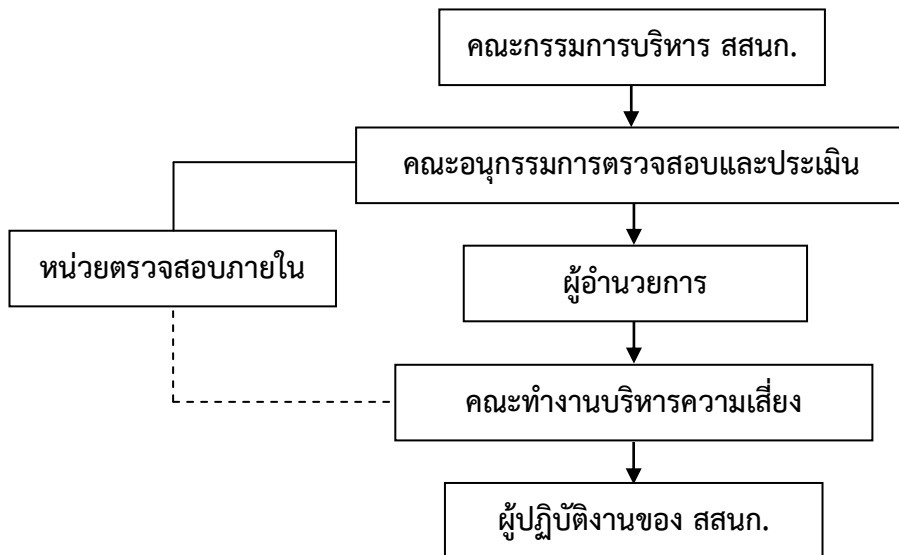 คณะกรรมการบริหาร สสนก.
คณะอนุกรรมการตรวจสอบและประเมิน
หน่วยตรวจสอบภายใน
ผู้อำนวยการ
คณะทำงานบริหารความเสี่ยง
ผู้ปฏิบัติงานของ สสนก.